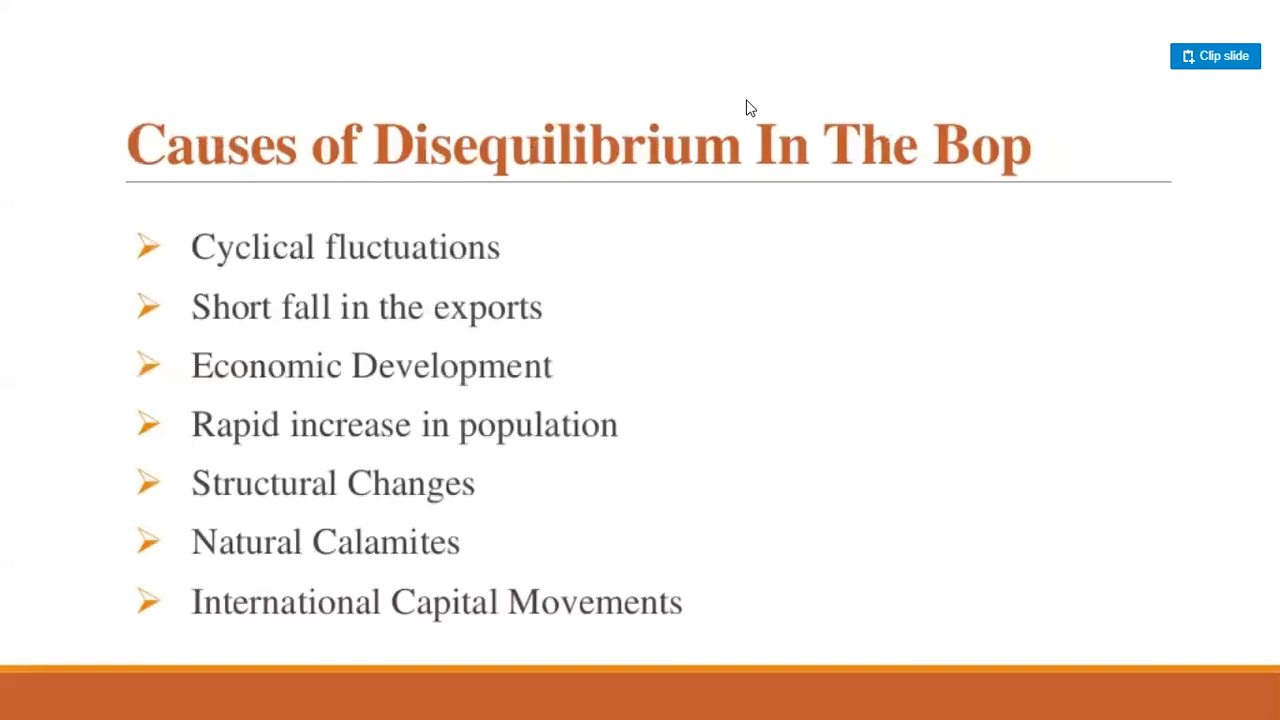 Clip slide
Causes of Disequilibrium In The Bop
Cyclical fluctuations
Short fall in the exports
Economic Development
Rapid increase in population
Structural Changes
Natural Calamites
International Capital Movements